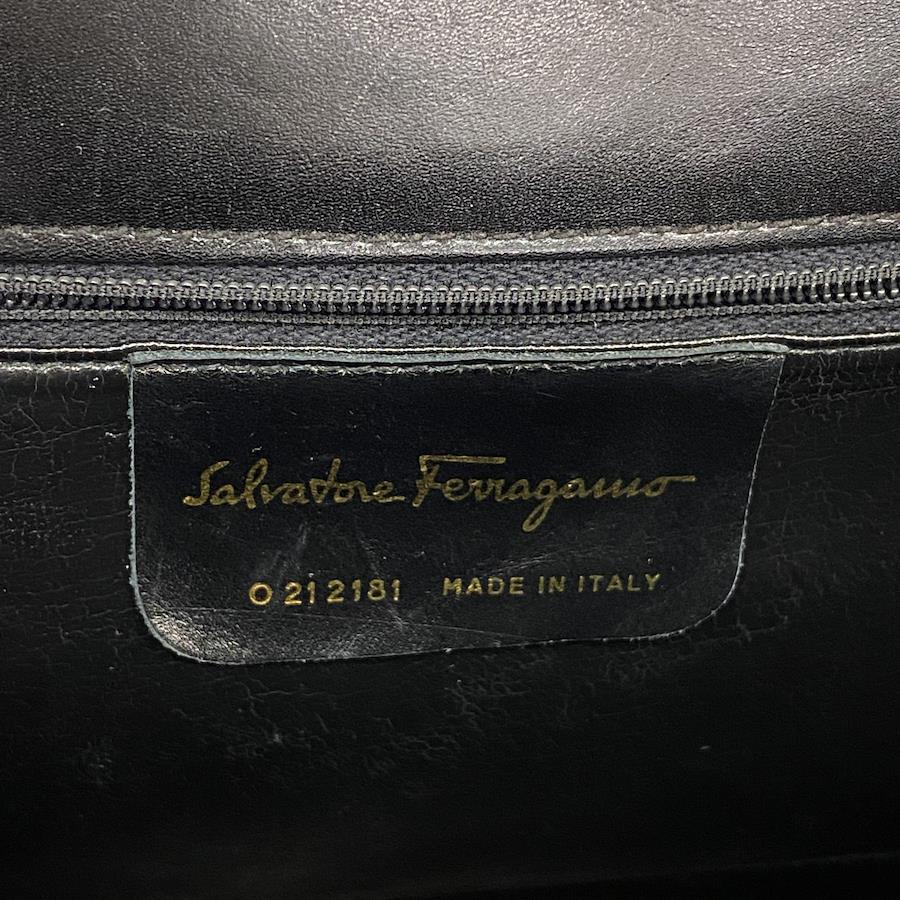 Salvatore Ferragamo
O 21 2181 MADE IN ITALY